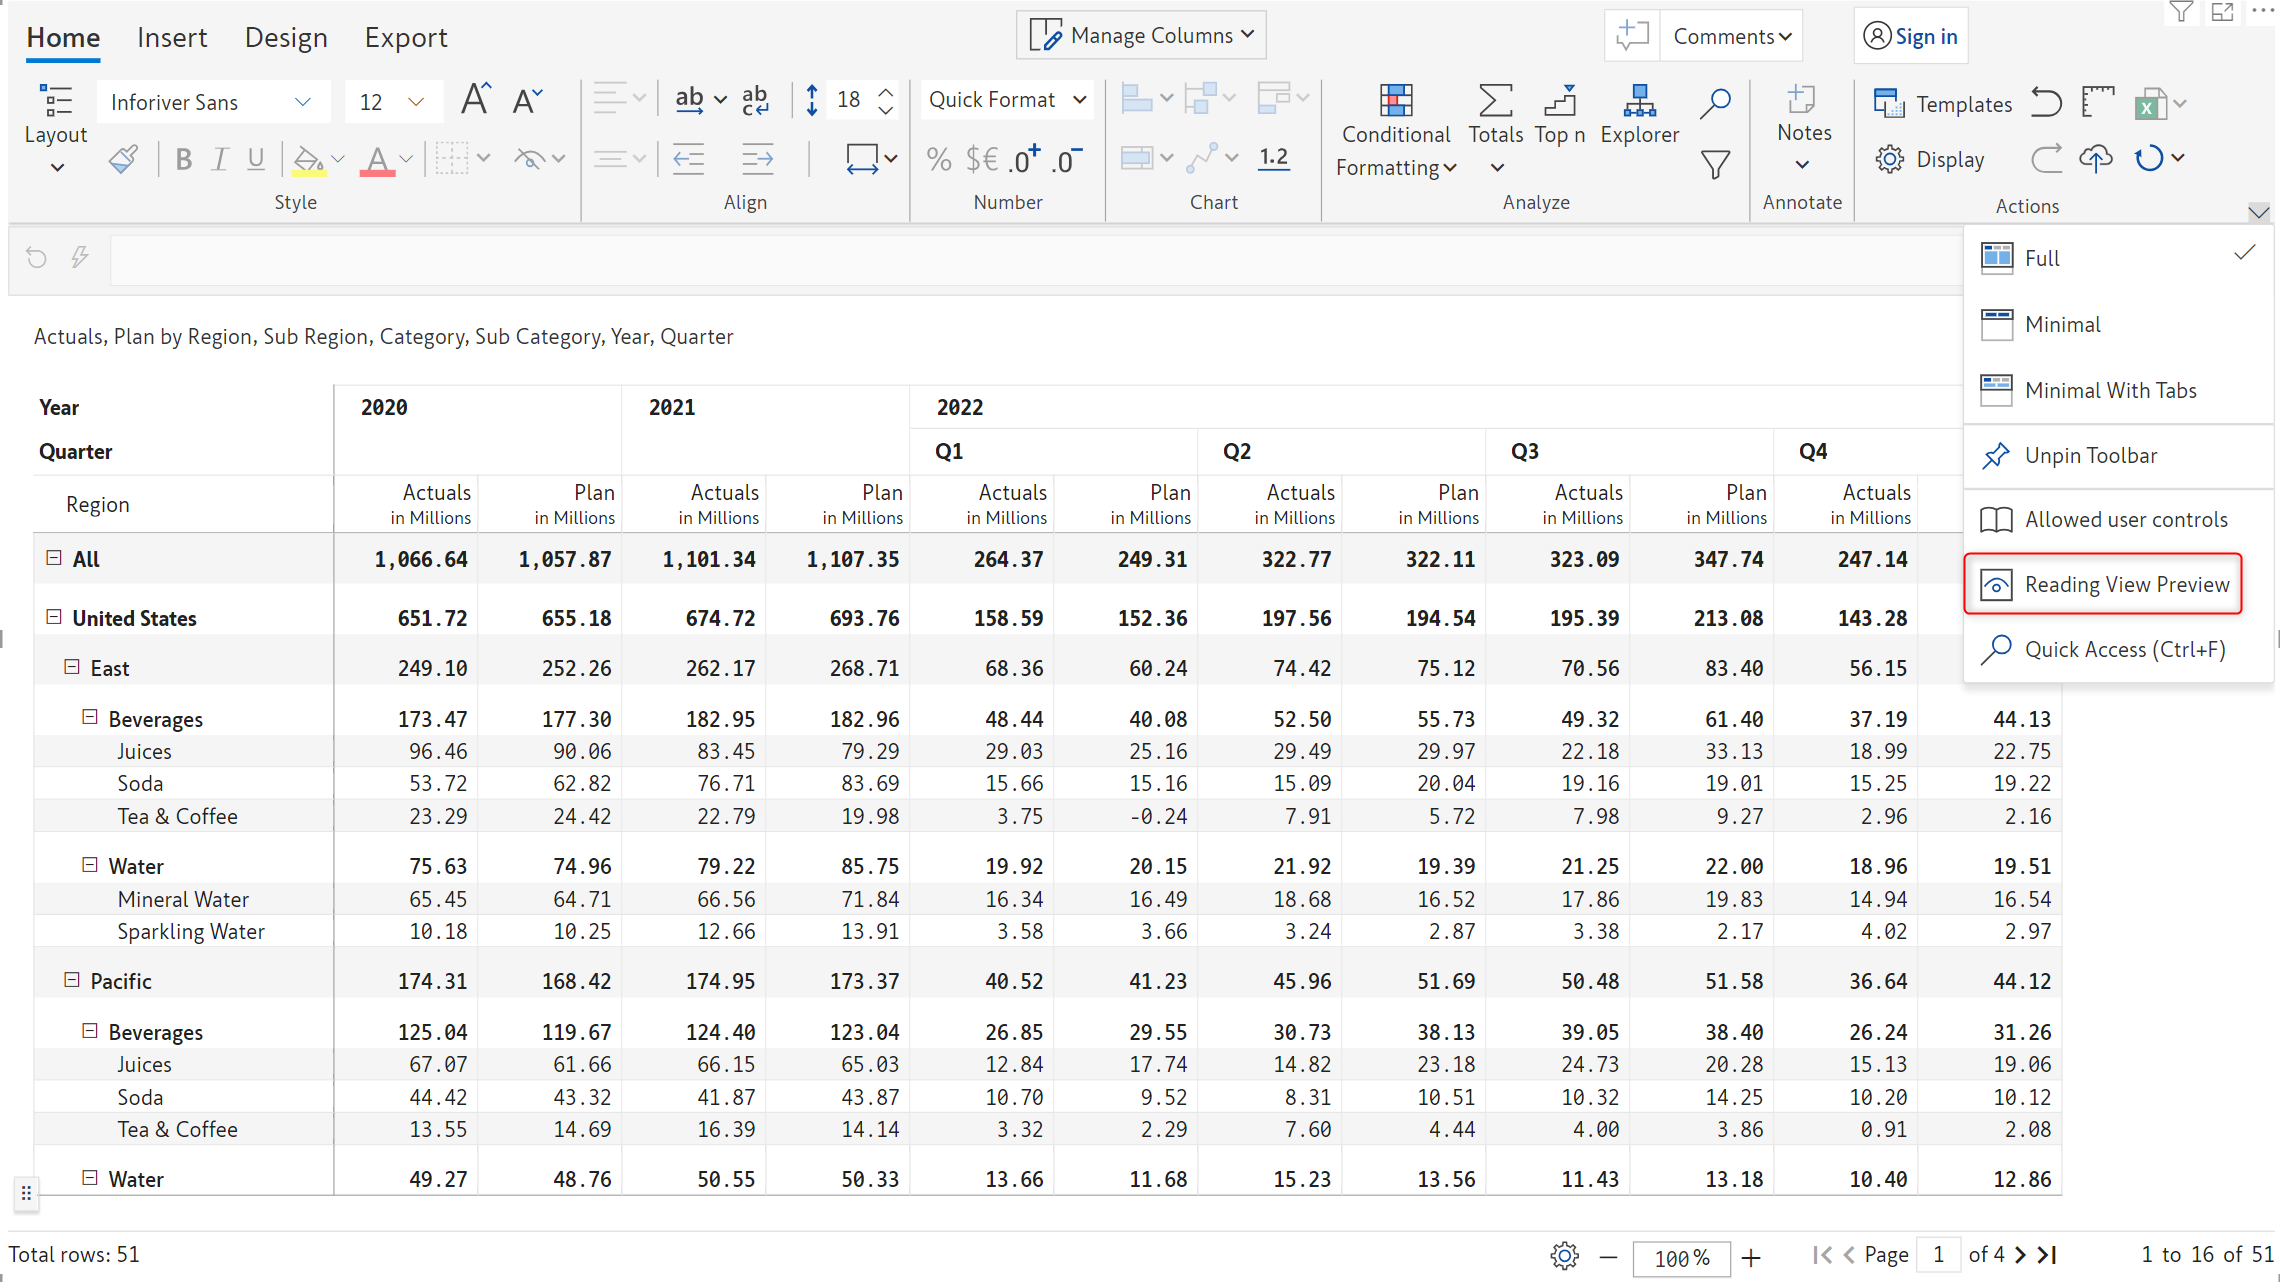 Home Insert Design Export Manage Columns Comments Sign in
Layout Inforiver Sans 12 A A ab ab c 18 Quick Format Conditional Formatting Totals Top n Explorer Notes Templates
B I U A % $€ .0+ .0- 1.2 Display
Style Align Number Chart Analyze Annotate Actions
Full
Minimal
Minimal With Tabs
Unpin Toolbar
Allowed user controls
Reading View Preview
Quick Access (Ctrl+F)
Actuals, Plan by Region, Sub Region, Category, Sub Category, Year, Quarter
Year 2020 2021 2022
Quarter Q1 Q2 Q3 Q4
Region Actuals Plan Actuals Plan Actuals Plan Actuals Plan Actuals Plan Actuals
in Millions in Millions in Millions in Millions in Millions in Millions in Millions in Millions in Millions in Millions in Millions
All 1,066.64 1,057.87 1,101.34 1,107.35 264.37 249.31 322.77 322.11 323.09 347.74 247.14
United States 651.72 655.18 674.72 693.76 158.59 152.36 197.56 194.54 195.39 213.08 143.28
East 249.10 252.26 262.17 268.71 68.36 60.24 74.42 75.12 70.56 83.40 56.15
Beverages 173.47 177.30 182.95 182.96 48.44 40.08 52.50 55.73 49.32 61.40 37.19 44.13
Juices 96.46 90.06 83.45 79.29 29.03 25.16 29.49 29.97 22.18 33.13 18.99 22.75
Soda 53.72 62.82 76.71 83.69 15.66 15.16 15.09 20.04 19.16 19.01 15.25 19.22
Tea & Coffee 23.29 24.42 22.79 19.98 3.75 -0.24 7.91 5.72 7.98 9.27 2.96 2.16
Water 75.63 74.96 79.22 85.75 19.92 20.15 21.92 19.39 21.25 22.00 18.96 19.51
Mineral Water 65.45 64.71 66.56 71.84 16.34 16.49 18.68 16.52 17.86 19.83 14.94 16.54
Sparkling Water 10.18 10.25 12.66 13.91 3.58 3.66 3.24 2.87 3.38 2.17 4.02 2.97
Pacific 174.31 168.42 174.95 173.37 40.52 41.23 45.96 51.69 50.48 51.58 36.64 44.12
Beverages 125.04 119.67 124.40 123.04 26.85 29.55 30.73 38.13 39.05 38.40 26.24 31.26
Juices 67.07 61.66 66.15 65.03 12.84 17.74 14.82 23.18 24.73 20.28 15.13 19.06
Soda 44.42 43.32 41.87 43.87 10.70 9.52 8.31 10.51 10.32 14.25 10.20 10.12
Tea & Coffee 13.55 14.69 16.39 14.14 3.32 2.29 7.60 4.44 4.00 3.86 0.91 2.08
Water 49.27 48.76 50.55 50.33 13.66 11.68 15.23 13.56 11.43 13.18 10.40 12.86
Total rows: 51 100% Page 1 of 4 1 to 16 of 51